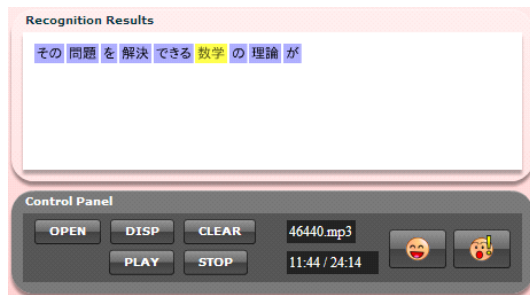 Recognition Results
その 問題 を 解決 できる 数学 の 理論 が
Control Panel
OPEN DISP CLEAR 46440.mp3
PLAY STOP 11:44 / 24:14